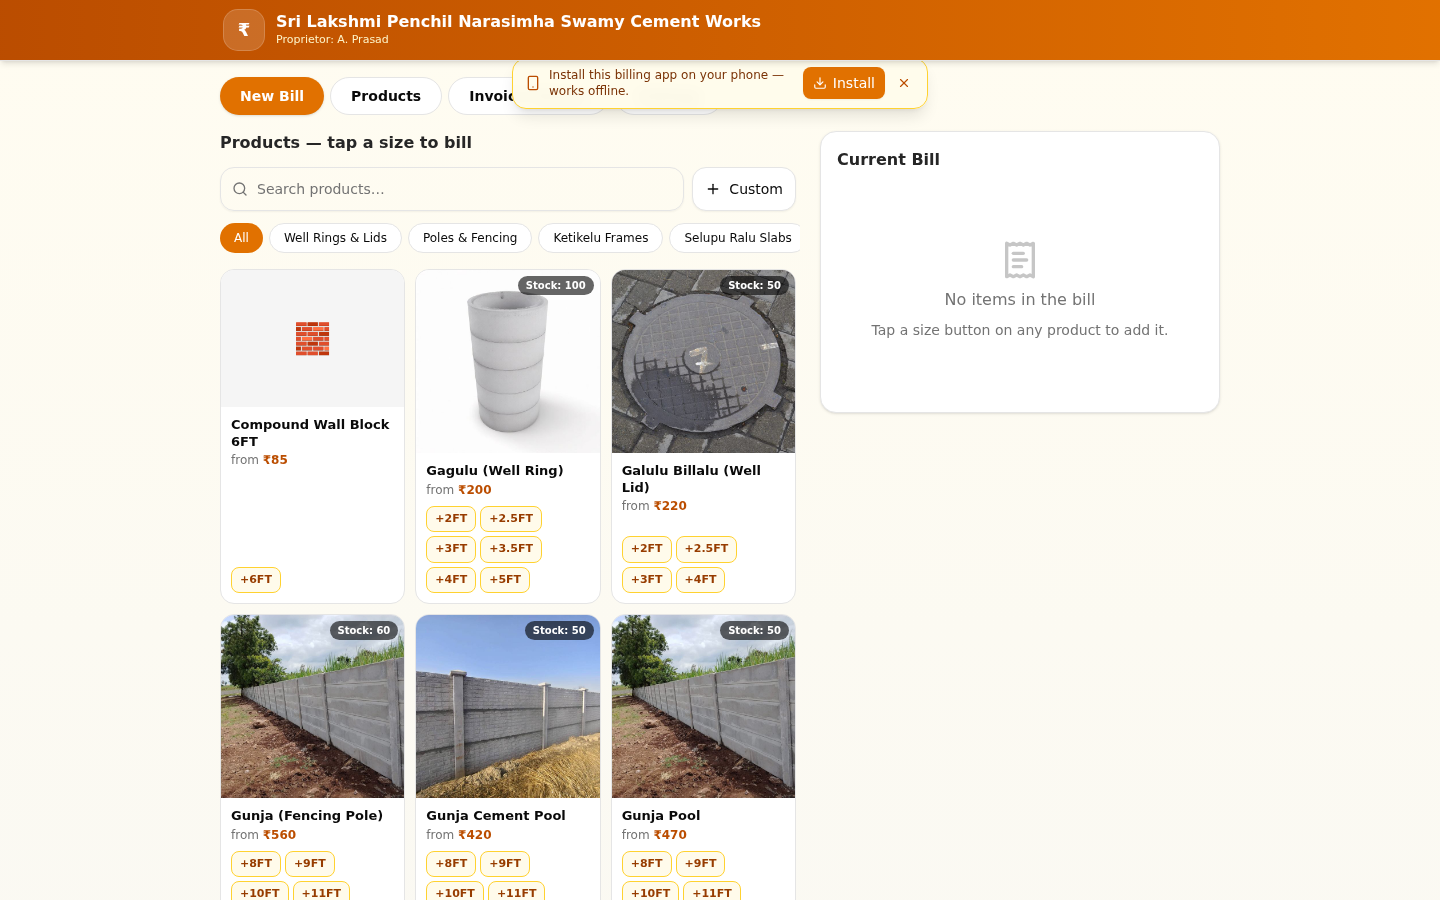 ₹
Sri Lakshmi Penchil Narasimha Swamy Cement Works
Proprietor: A. Prasad
Install this billing app on your phone —
works offline.
Install
New Bill
Products
Products — tap a size to bill
Search products...
Custom
All
Well Rings & Lids
Poles & Fencing
Ketikelu Frames
Selupu Ralu Slabs
Compound Wall Block
6FT
from ₹85
+6FT
Stock: 100
Gagulu (Well Ring)
from ₹200
+2FT
+2.5FT
+3FT
+3.5FT
+4FT
+5FT
Stock: 50
Galulu Billalu (Well
Lid)
from ₹220
+2FT
+2.5FT
+3FT
+4FT
Stock: 60
Gunja (Fencing Pole)
from ₹560
+8FT
+9FT
+10FT
+11FT
Stock: 50
Gunja Cement Pool
from ₹420
+8FT
+9FT
+10FT
+11FT
Stock: 50
Gunja Pool
from ₹470
+8FT
+9FT
+10FT
+11FT
Current Bill
No items in the bill
Tap a size button on any product to add it.